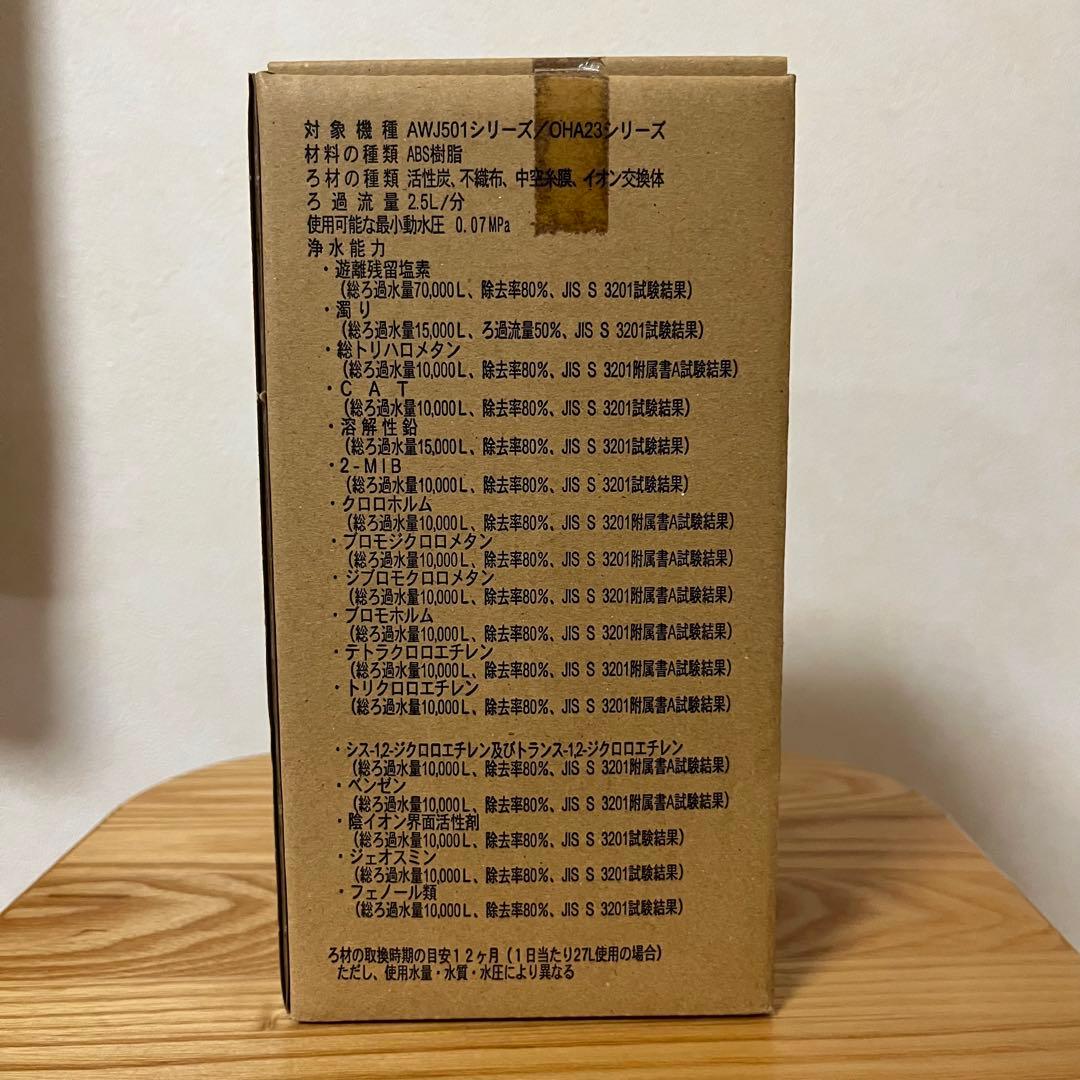 対象機種 AWJ501シリーズ/OHA23シリーズ
材料の種類 ABS樹脂
ろ材の種類 活性炭、不織布、中空糸膜、イオン交換体
ろ過流量 2.5L/分
使用可能な最小動水圧 0.07MPa
浄水能力
・遊離残留塩素
(総ろ過水量70,000L、除去率80%、JIS S 3201試験結果)
・濁り
(総ろ過水量15,000L、ろ過流量50%、JIS S 3201試験結果)
・総トリハロメタン
(総ろ過水量10,000L、除去率80%、JIS S 3201附属書A試験結果)
・CAT
(総ろ過水量10,000L、除去率80%、JIS S 3201試験結果)
・溶解性鉛
(総ろ過水量15,000L、除去率80%、JIS S 3201試験結果)
・2-MIB
(総ろ過水量10,000L、除去率80%、JIS S 3201試験結果)
・クロロホルム
(総ろ過水量10,000L、除去率80%、JIS S 3201附属書A試験結果)
・ブロモジクロロメタン
(総ろ過水量10,000L、除去率80%、JIS S 3201附属書A試験結果)
・ジブロモクロロメタン
(総ろ過水量10,000L、除去率80%、JIS S 3201附属書A試験結果)
・ブロモホルム
(総ろ過水量10,000L、除去率80%、JIS S 3201附属書A試験結果)
・テトラクロロエチレン
(総ろ過水量10,000L、除去率80%、JIS S 3201附属書A試験結果)
・トリクロロエチレン
(総ろ過水量10,000L、除去率80%、JIS S 3201附属書A試験結果)
・シス-1,2-ジクロロエチレン及びトランス-1,2-ジクロロエチレン
(総ろ過水量10,000L、除去率80%、JIS S 3201附属書A試験結果)
・ベンゼン
(総ろ過水量10,000L、除去率80%、JIS S 3201附属書A試験結果)
・陰イオン界面活性剤
(総ろ過水量10,000L、除去率80%、JIS S 3201試験結果)
・ジェオスミン
(総ろ過水量10,000L、除去率80%、JIS S 3201試験結果)
・フェノール類
(総ろ過水量10,000L、除去率80%、JIS S 3201試験結果)
ろ材の取換時期の目安12ヶ月(1日当たり27L使用の場合)
ただし、使用水量・水質・水圧により異なる